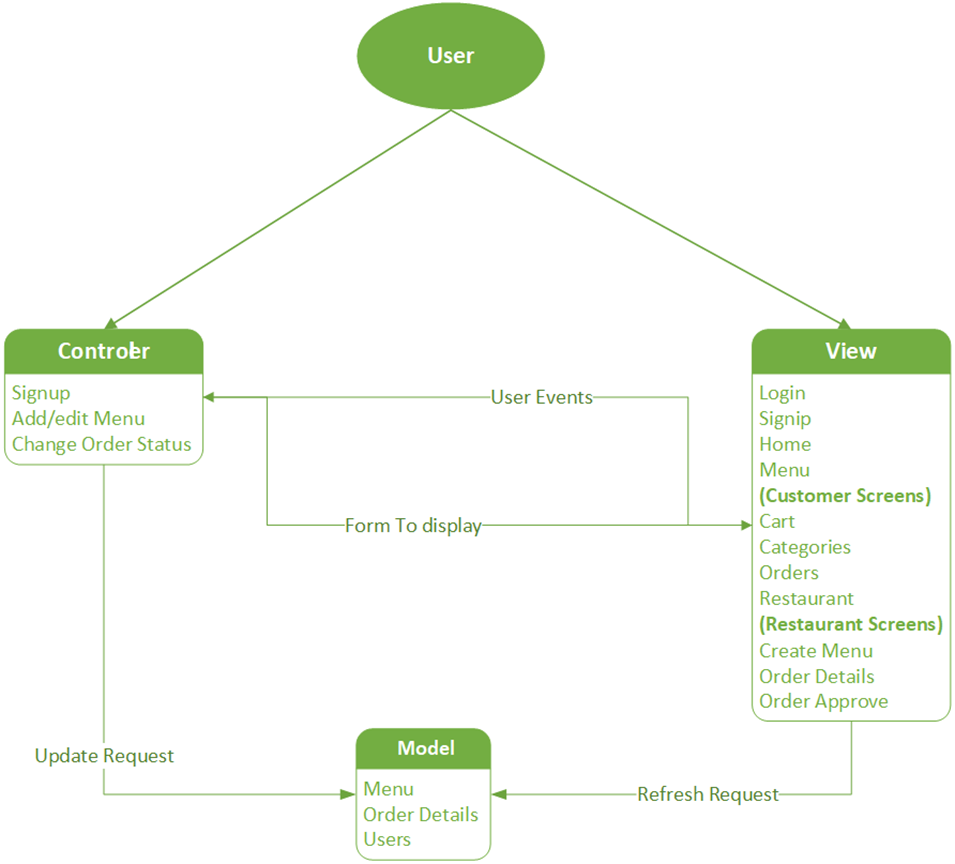 User
Controler
Signup
Add/edit Menu
Change Order Status
User Events
Form To display
View
Login
Signip
Home
Menu
(Customer Screens)
Cart
Categories
Orders
Restaurant
(Restaurant Screens)
Create Menu
Order Details
Order Approve
Update Request
Model
Menu
Order Details
Users
Refresh Request